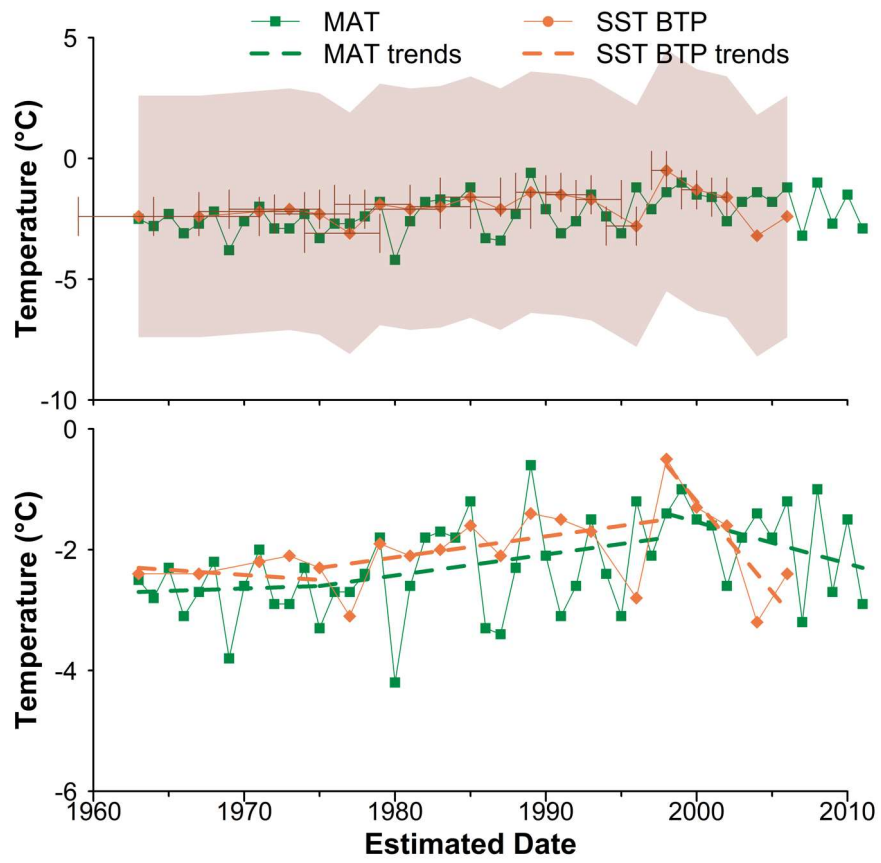 MAT
SST BTP
MAT trends
SST BTP trends
5
0
-5
-10
Temperature (°C)
0
-2
-4
-6
Temperature (°C)
1960
1970
1980
1990
2000
2010
Estimated Date